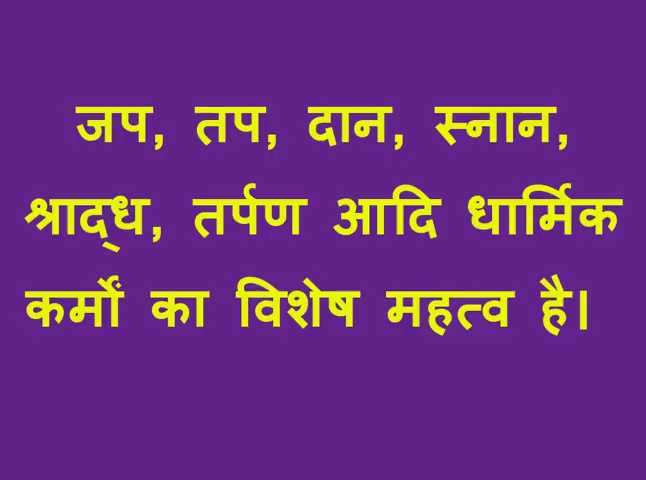 जप, तप, दान, स्नान,
श्राद्‌ध, तर्पण आदि धार्मिक
कर्मों का विशेष महत्व है।